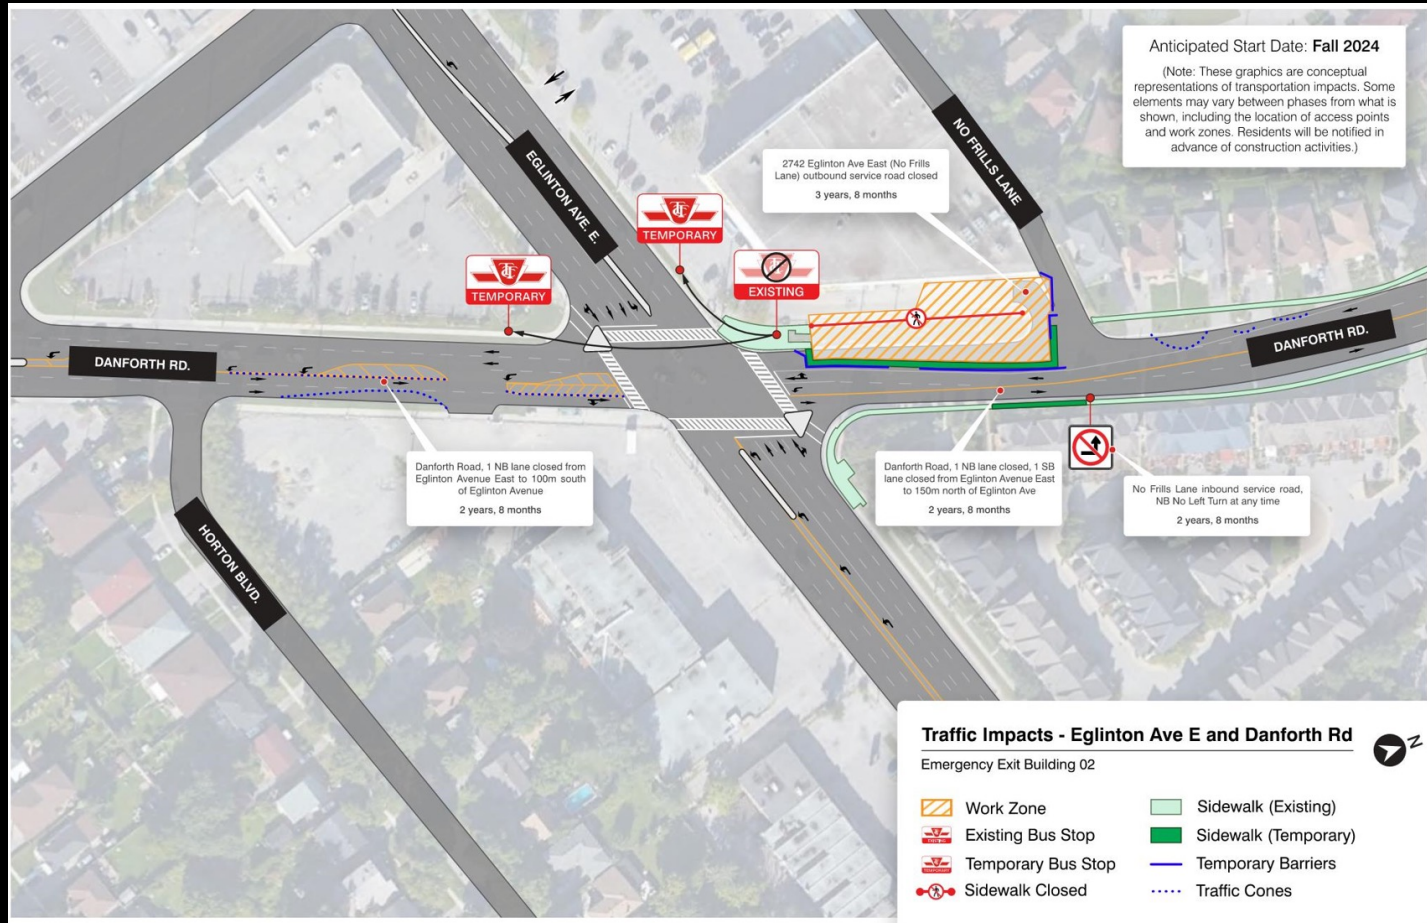 Anticipated Start Date: Fall 2024
(Note: These graphics are conceptual
representations of transportation impacts. Some
elements may vary between phases from what is
shown, including the location of access points
and work zones. Residents will be notified in
advance of construction activities.)
NO FRILLS LANE
EGLINTON AVE. E.
2742 Eglinton Ave East (No Frills
Lane) outbound service road closed
3 years, 8 months
TEMPORARY
TEMPORARY
EXISTING
DANFORTH RD.
DANFORTH RD.
Danforth Road, 1 NB lane closed from
Eglinton Avenue East to 100m south
of Eglinton Avenue
2 years, 8 months
Danforth Road, 1 NB lane closed, 1 SB
lane closed from Eglinton Avenue East
to 150m north of Eglinton Ave
2 years, 8 months
No Frills Lane inbound service road,
NB No Left Turn at any time
2 years, 8 months
HORTON BLVD.
Traffic Impacts - Eglinton Ave E and Danforth Rd
Emergency Exit Building 02
N
Work Zone
Existing Bus Stop
Temporary Bus Stop
Sidewalk Closed
Sidewalk (Existing)
Sidewalk (Temporary)
Temporary Barriers
Traffic Cones